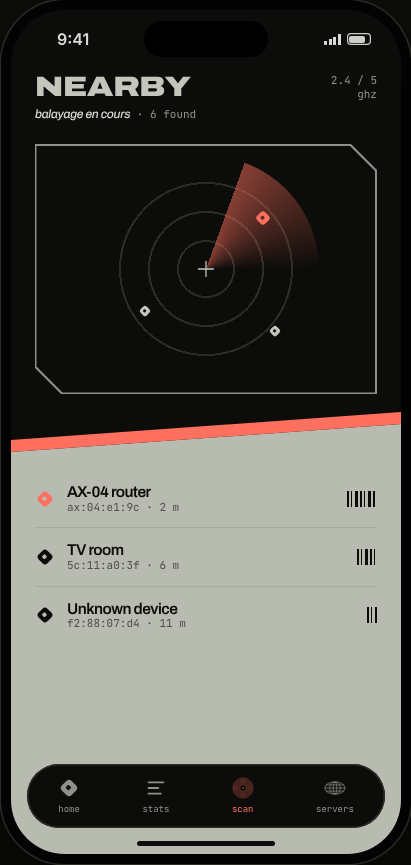 9:41
NEARBY
2.4 / 5
ghz
balayage en cours · 6 found
AX-04 router
ax:04:e1:9c · 2 m
TV room
5c:11:a0:3f · 6 m
Unknown device
f2:88:07:d4 · 11 m
home
stats
scan
servers